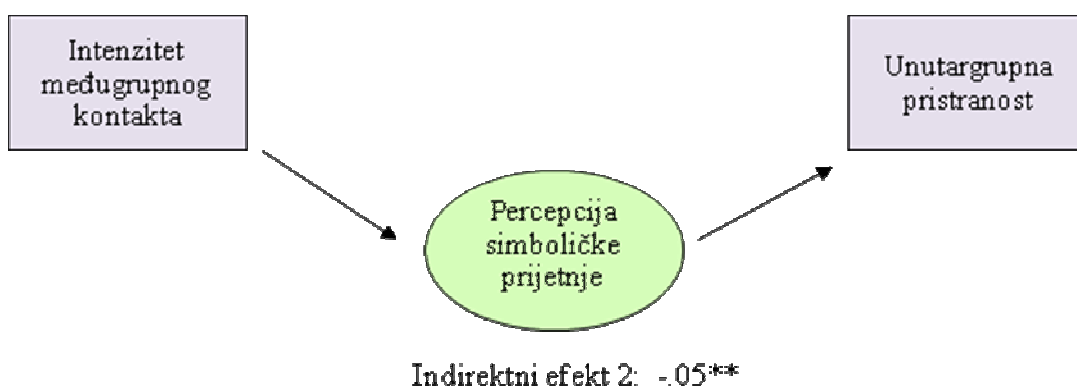 Intenzitet
međugrupnog
kontakta
Unutargrupna
pristranost
Percepcija
simboličke
prijetnje
Indirektni efekt 2: -.05**